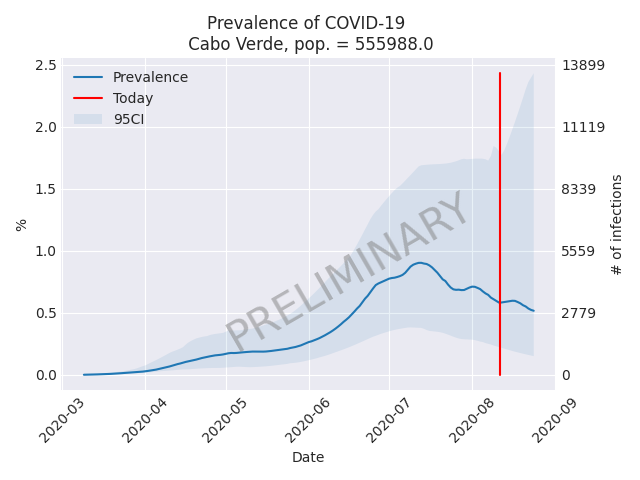 Prevalence of COVID-19
Cabo Verde, pop. = 555988.0
Prevalence
Today
95CI
PRELIMINARY
%
2.5
2.0
1.5
1.0
0.5
0.0
13899
11119
8339
5559
2779
0
# of infections
2020-03
2020-04
2020-05
2020-06
2020-07
2020-08
2020-09
Date